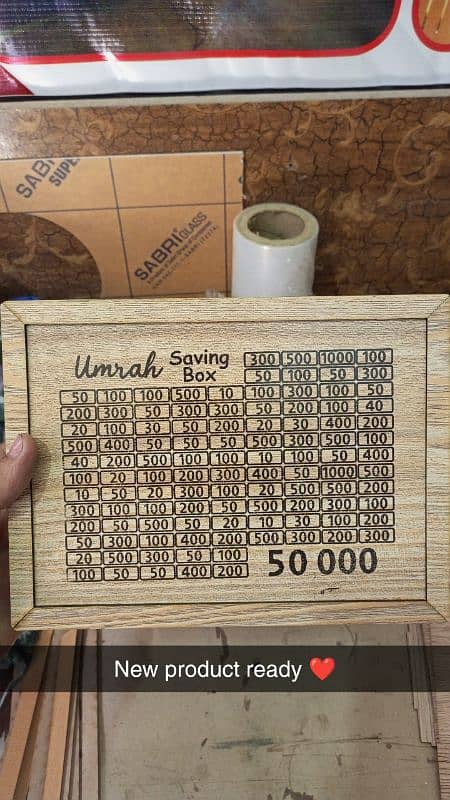 SABRI
SUPE
SABRI GLASS
Umrah Saving Box
300 500 1000 100
50 100 50 300
50 100 100 500 10 100 300 100 50
200 300 50 300 300 50 200 100 40
20 100 30 50 200 20 30 400 200
500 400 50 50 50 500 300 500 100
40 200 500 100 100 10 100 50 400
100 20 100 200 300 400 50 1000 500
10 50 20 300 100 20 500 500 200
300 100 100 200 100 50 200 300 100
200 50 500 50 20 10 30 100 200
50 300 100 400 200 500 300 200 300
20 500 300 50 100
100 50 50 400 200
50 000
New product ready ❤️